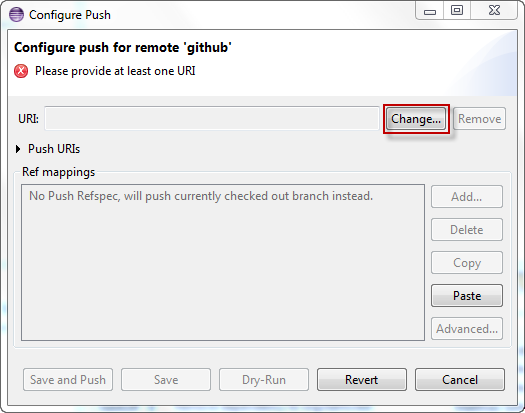 Configure Push
Configure push for remote 'github'
Please provide at least one URI
URI: Change... Remove
Push URIs
Ref mappings
No Push Refspec, will push currently checked out branch instead.
Add...
Delete
Copy
Paste
Advanced...
Save and Push Save Dry-Run Revert Cancel